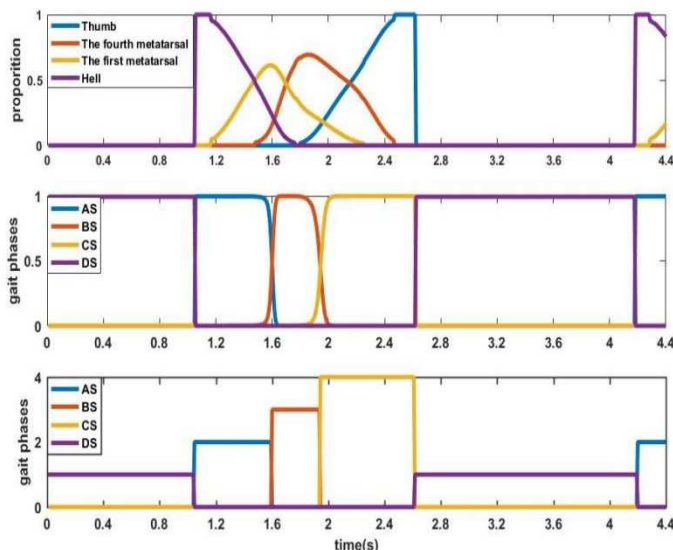 proportion
1
0.5
0
Thumb
The fourth metatarsal
The first metatarsal
Hell
0 0.4 0.8 1.2 1.6 2 2.4 2.8 3.2 3.6 4 4.4
gait phases
1
0.5
0
AS
BS
CS
DS
0 0.4 0.8 1.2 1.6 2 2.4 2.8 3.2 3.6 4 4.4
gait phases
4
2
0
AS
BS
CS
DS
0 0.4 0.8 1.2 1.6 2 2.4 2.8 3.2 3.6 4 4.4
time(s)